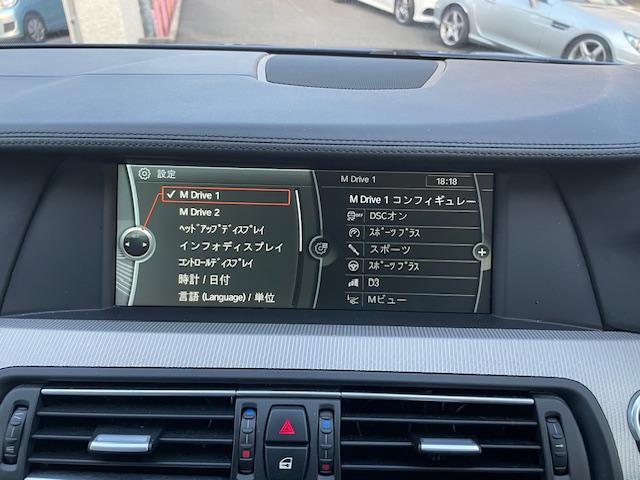 設定
✓ M Drive 1
M Drive 2
ﾍｯﾄﾞｱｯﾌﾟﾃﾞｨｽﾌﾟﾚｲ
インフォディスプレイ
ｺﾝﾄﾛｰﾙﾃﾞｨｽﾌﾟﾚｲ
時計 / 日付
言語 (Language) / 単位
M Drive 1
18:18
M Drive 1 コンフィギュレー
OFF
DSCオン
ｽﾎﾟｰﾂ ﾌﾟﾗｽ
スポーツ
ｽﾎﾟｰﾂ ﾌﾟﾗｽ
D3
Mビュー